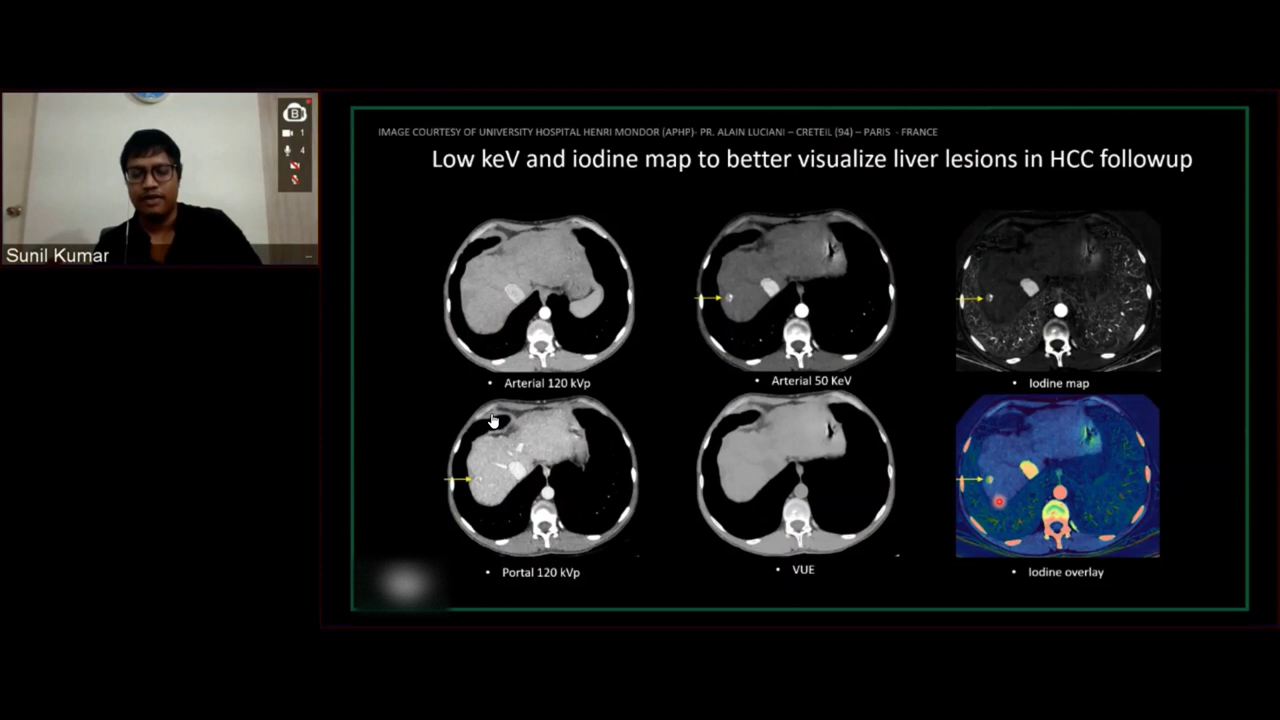 B
1
4
Sunil Kumar
IMAGE COURTESY OF UNIVERSITY HOSPITAL HENRI MONDOR (APHP)- PR. ALAIN LUCIANI – CRETEIL (94) – PARIS - FRANCE
Low keV and iodine map to better visualize liver lesions in HCC followup
• Arterial 120 kVp
• Arterial 50 KeV
• Iodine map
• Portal 120 kVp
• VUE
• Iodine overlay